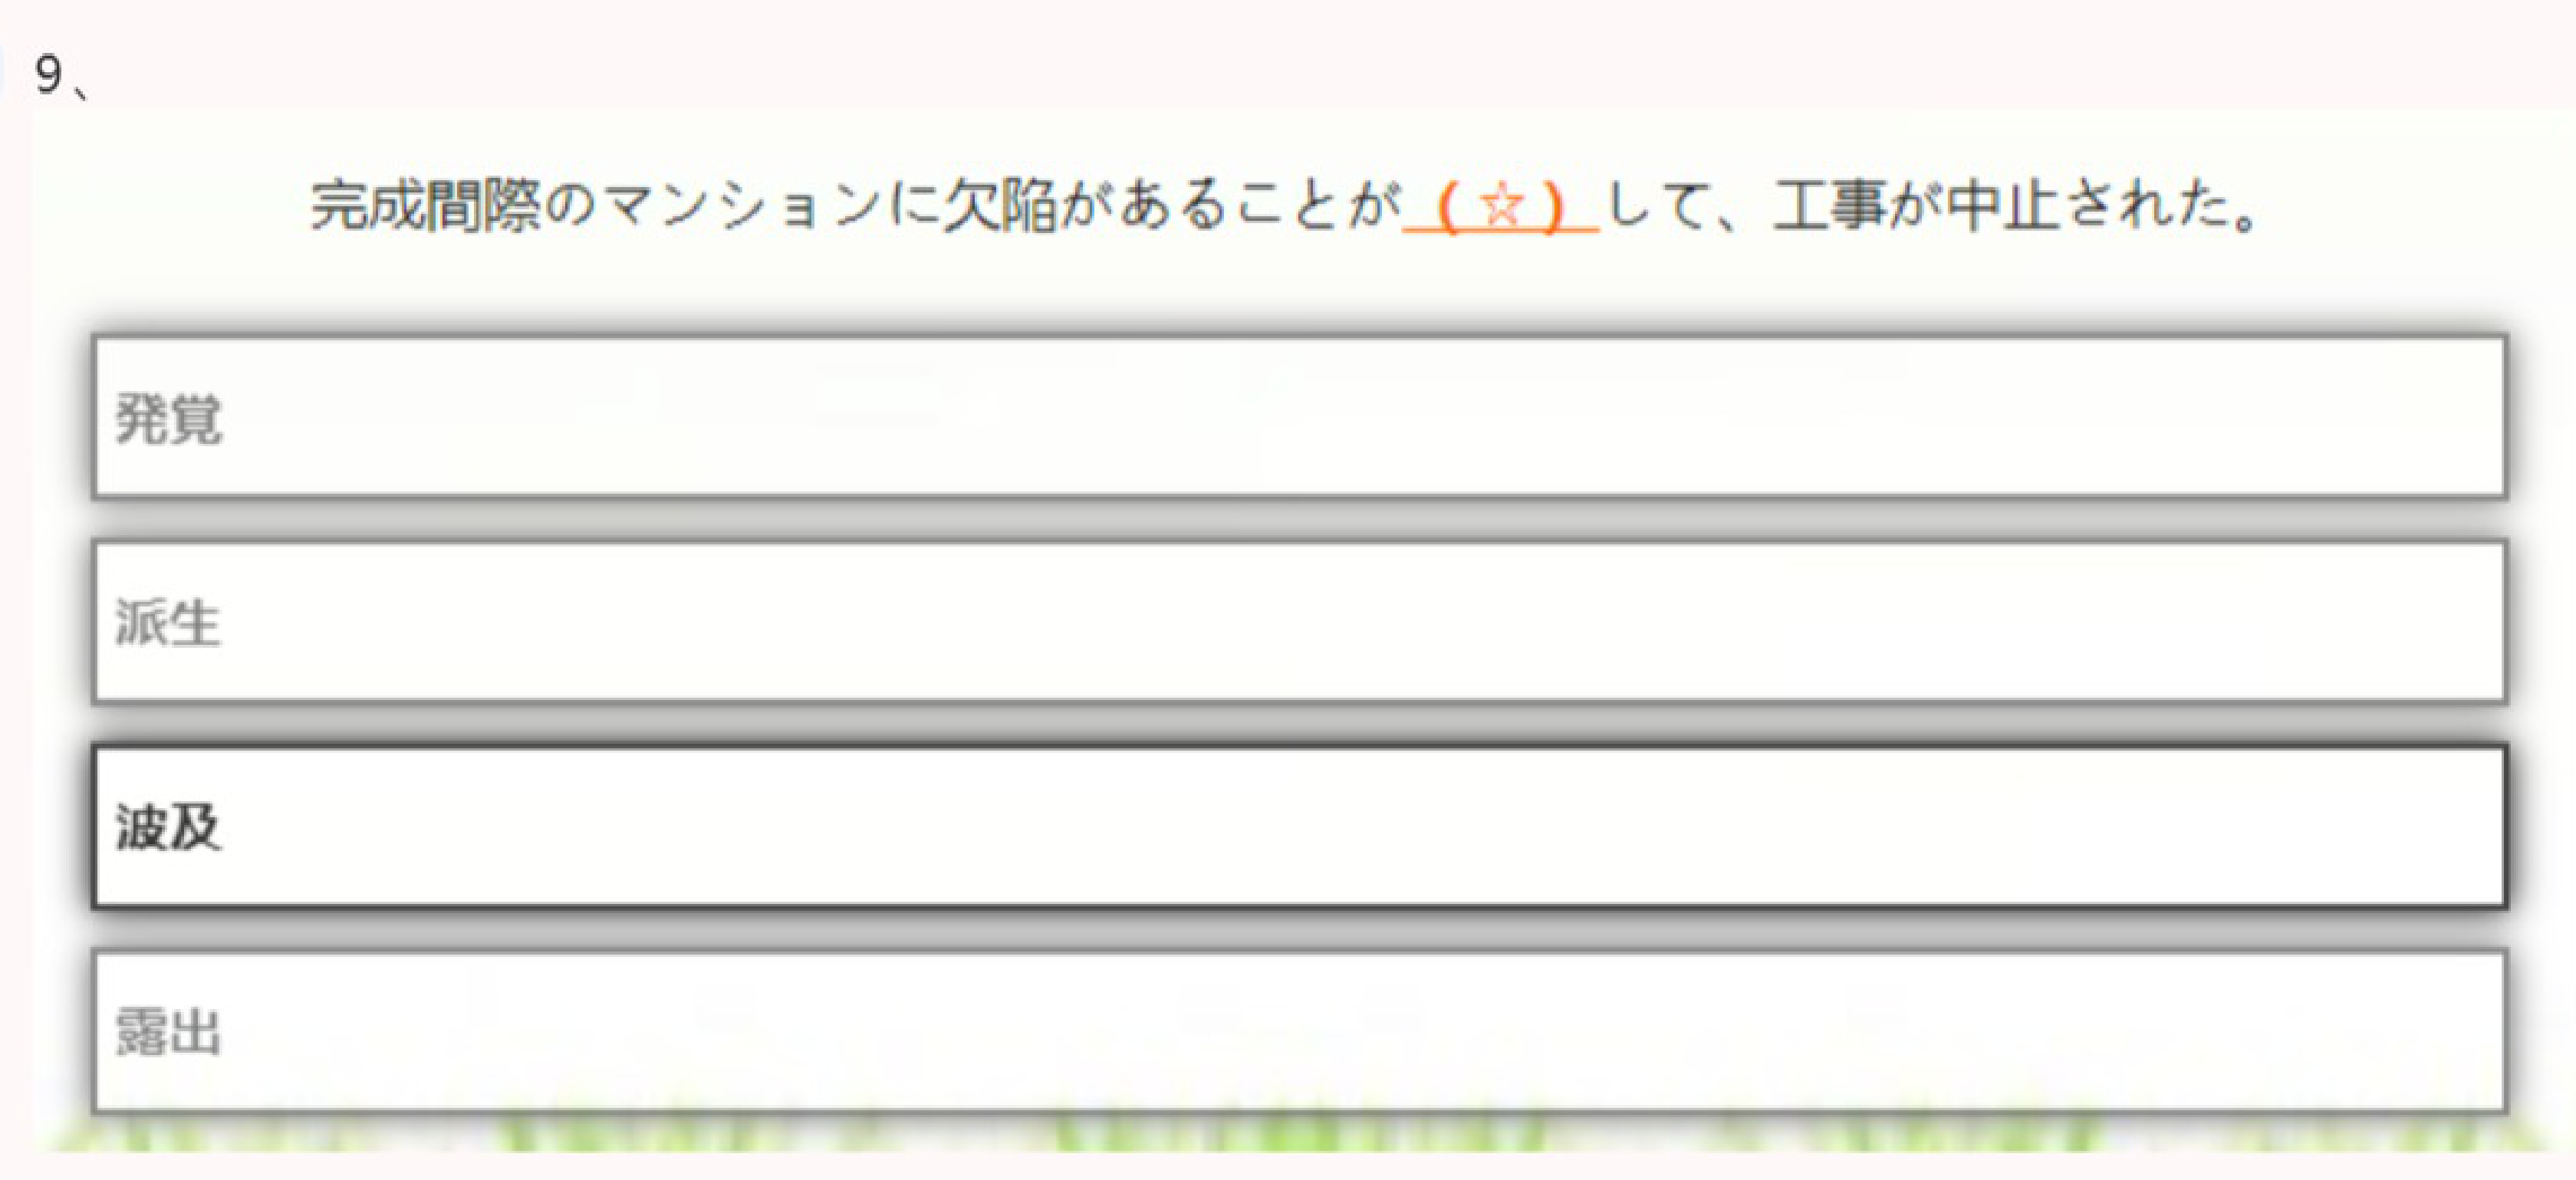 9、
完成間際のマンションに欠陥があることが（☆）して、工事が中止された。
発覚
派生
波及
露出